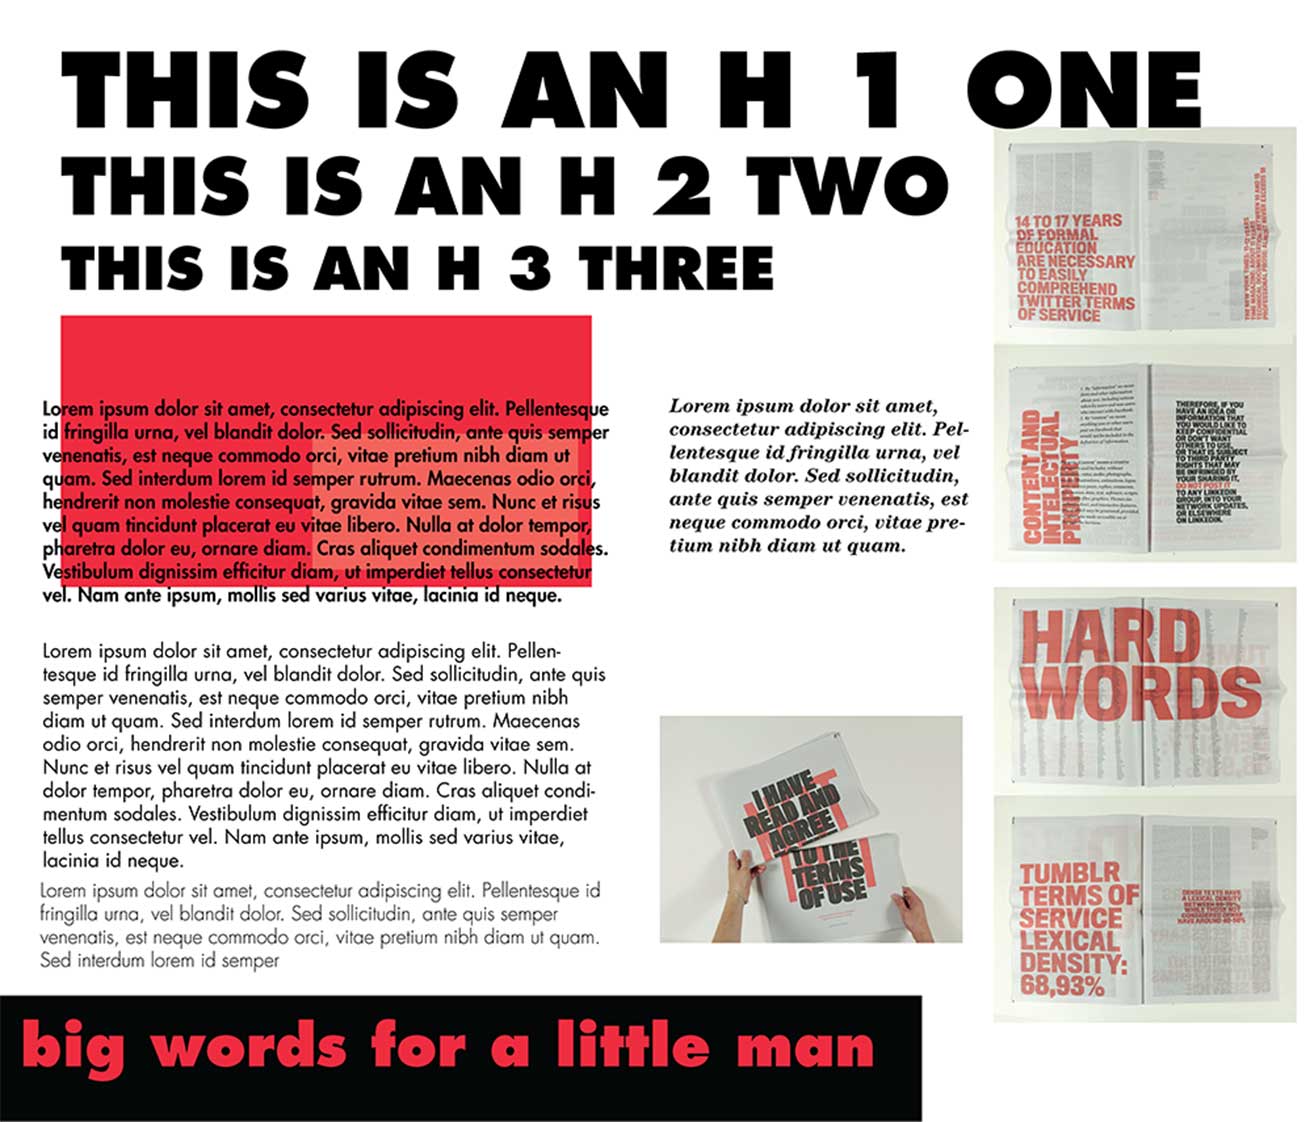 THIS IS AN H 1 ONE
THIS IS AN H 2 TWO
THIS IS AN H 3 THREE
Lorem ipsum dolor sit amet, consectetur adipiscing elit. Pellentesque
id fringilla urna, vel blandit dolor. Sed sollicitudin, ante quis semper
venenatis, est neque commodo orci, vitae pretium nibh diam ut
quam. Sed interdum lorem id semper rutrum. Maecenas odio orci,
hendrerit non molestie consequat, gravida vitae sem. Nunc et risus
vel quam tincidunt placerat eu vitae libero. Nulla at dolor tempor,
pharetra dolor eu, ornare diam. Cras aliquet condimentum sodales.
Vestibulum dignissim efficitur diam, ut imperdiet tellus consectetur
vel. Nam ante ipsum, mollis sed varius vitae, lacinia id neque.
Lorem ipsum dolor sit amet, consectetur adipiscing elit. Pellen-
tesque id fringilla urna, vel blandit dolor. Sed sollicitudin, ante quis
semper venenatis, est neque commodo orci, vitae pretium nibh
diam ut quam. Sed interdum lorem id semper rutrum. Maecenas
odio orci, hendrerit non molestie consequat, gravida vitae sem.
Nunc et risus vel quam tincidunt placerat eu vitae libero. Nulla at
dolor tempor, pharetra dolor eu, ornare diam. Cras aliquet condi-
mentum sodales. Vestibulum dignissim efficitur diam, ut imperdiet
tellus consectetur vel. Nam ante ipsum, mollis sed varius vitae,
lacinia id neque.
Lorem ipsum dolor sit amet, consectetur adipiscing elit. Pellentesque id
fringilla urna, vel blandit dolor. Sed sollicitudin, ante quis semper
venenatis, est neque commodo orci, vitae pretium nibh diam ut quam.
Sed interdum lorem id semper
big words for a little man
Lorem ipsum dolor sit amet,
consectetur adipiscing elit. Pel-
lentesque id fringilla urna, vel
blandit dolor. Sed sollicitudin,
ante quis semper venenatis, est
neque commodo orci, vitae pre-
tium nibh diam ut quam.
I HAVE
READ AND
AGREE
TO THE
TERMS
OF USE
14 TO 17 YEARS
OF FORMAL
EDUCATION
ARE NECESSARY
TO EASILY
COMPREHEND
TWITTER TERMS
OF SERVICE
CONTENT AND
INTELECTUAL
PROPERTY
THEREFORE, IF YOU
HAVE AN IDEA OR
INFORMATION THAT
YOU WOULD LIKE TO
KEEP CONFIDENTIAL
OR DON'T WANT
OTHERS TO USE,
OR THAT IS SUBJECT
TO THIRD PARTY
RIGHTS THAT MAY
BE INFRINGED BY
YOUR SHARING IT,
DO NOT POST IT
TO ANY LINKEDIN
GROUP, INTO YOUR
NETWORK UPDATES,
OR ELSEWHERE
ON LINKEDIN.
HARD
WORDS
TUMBLR
TERMS OF
SERVICE
LEXICAL
DENSITY:
68,93%
DENSE TEXTS HAVE
A LEXICAL DENSITY